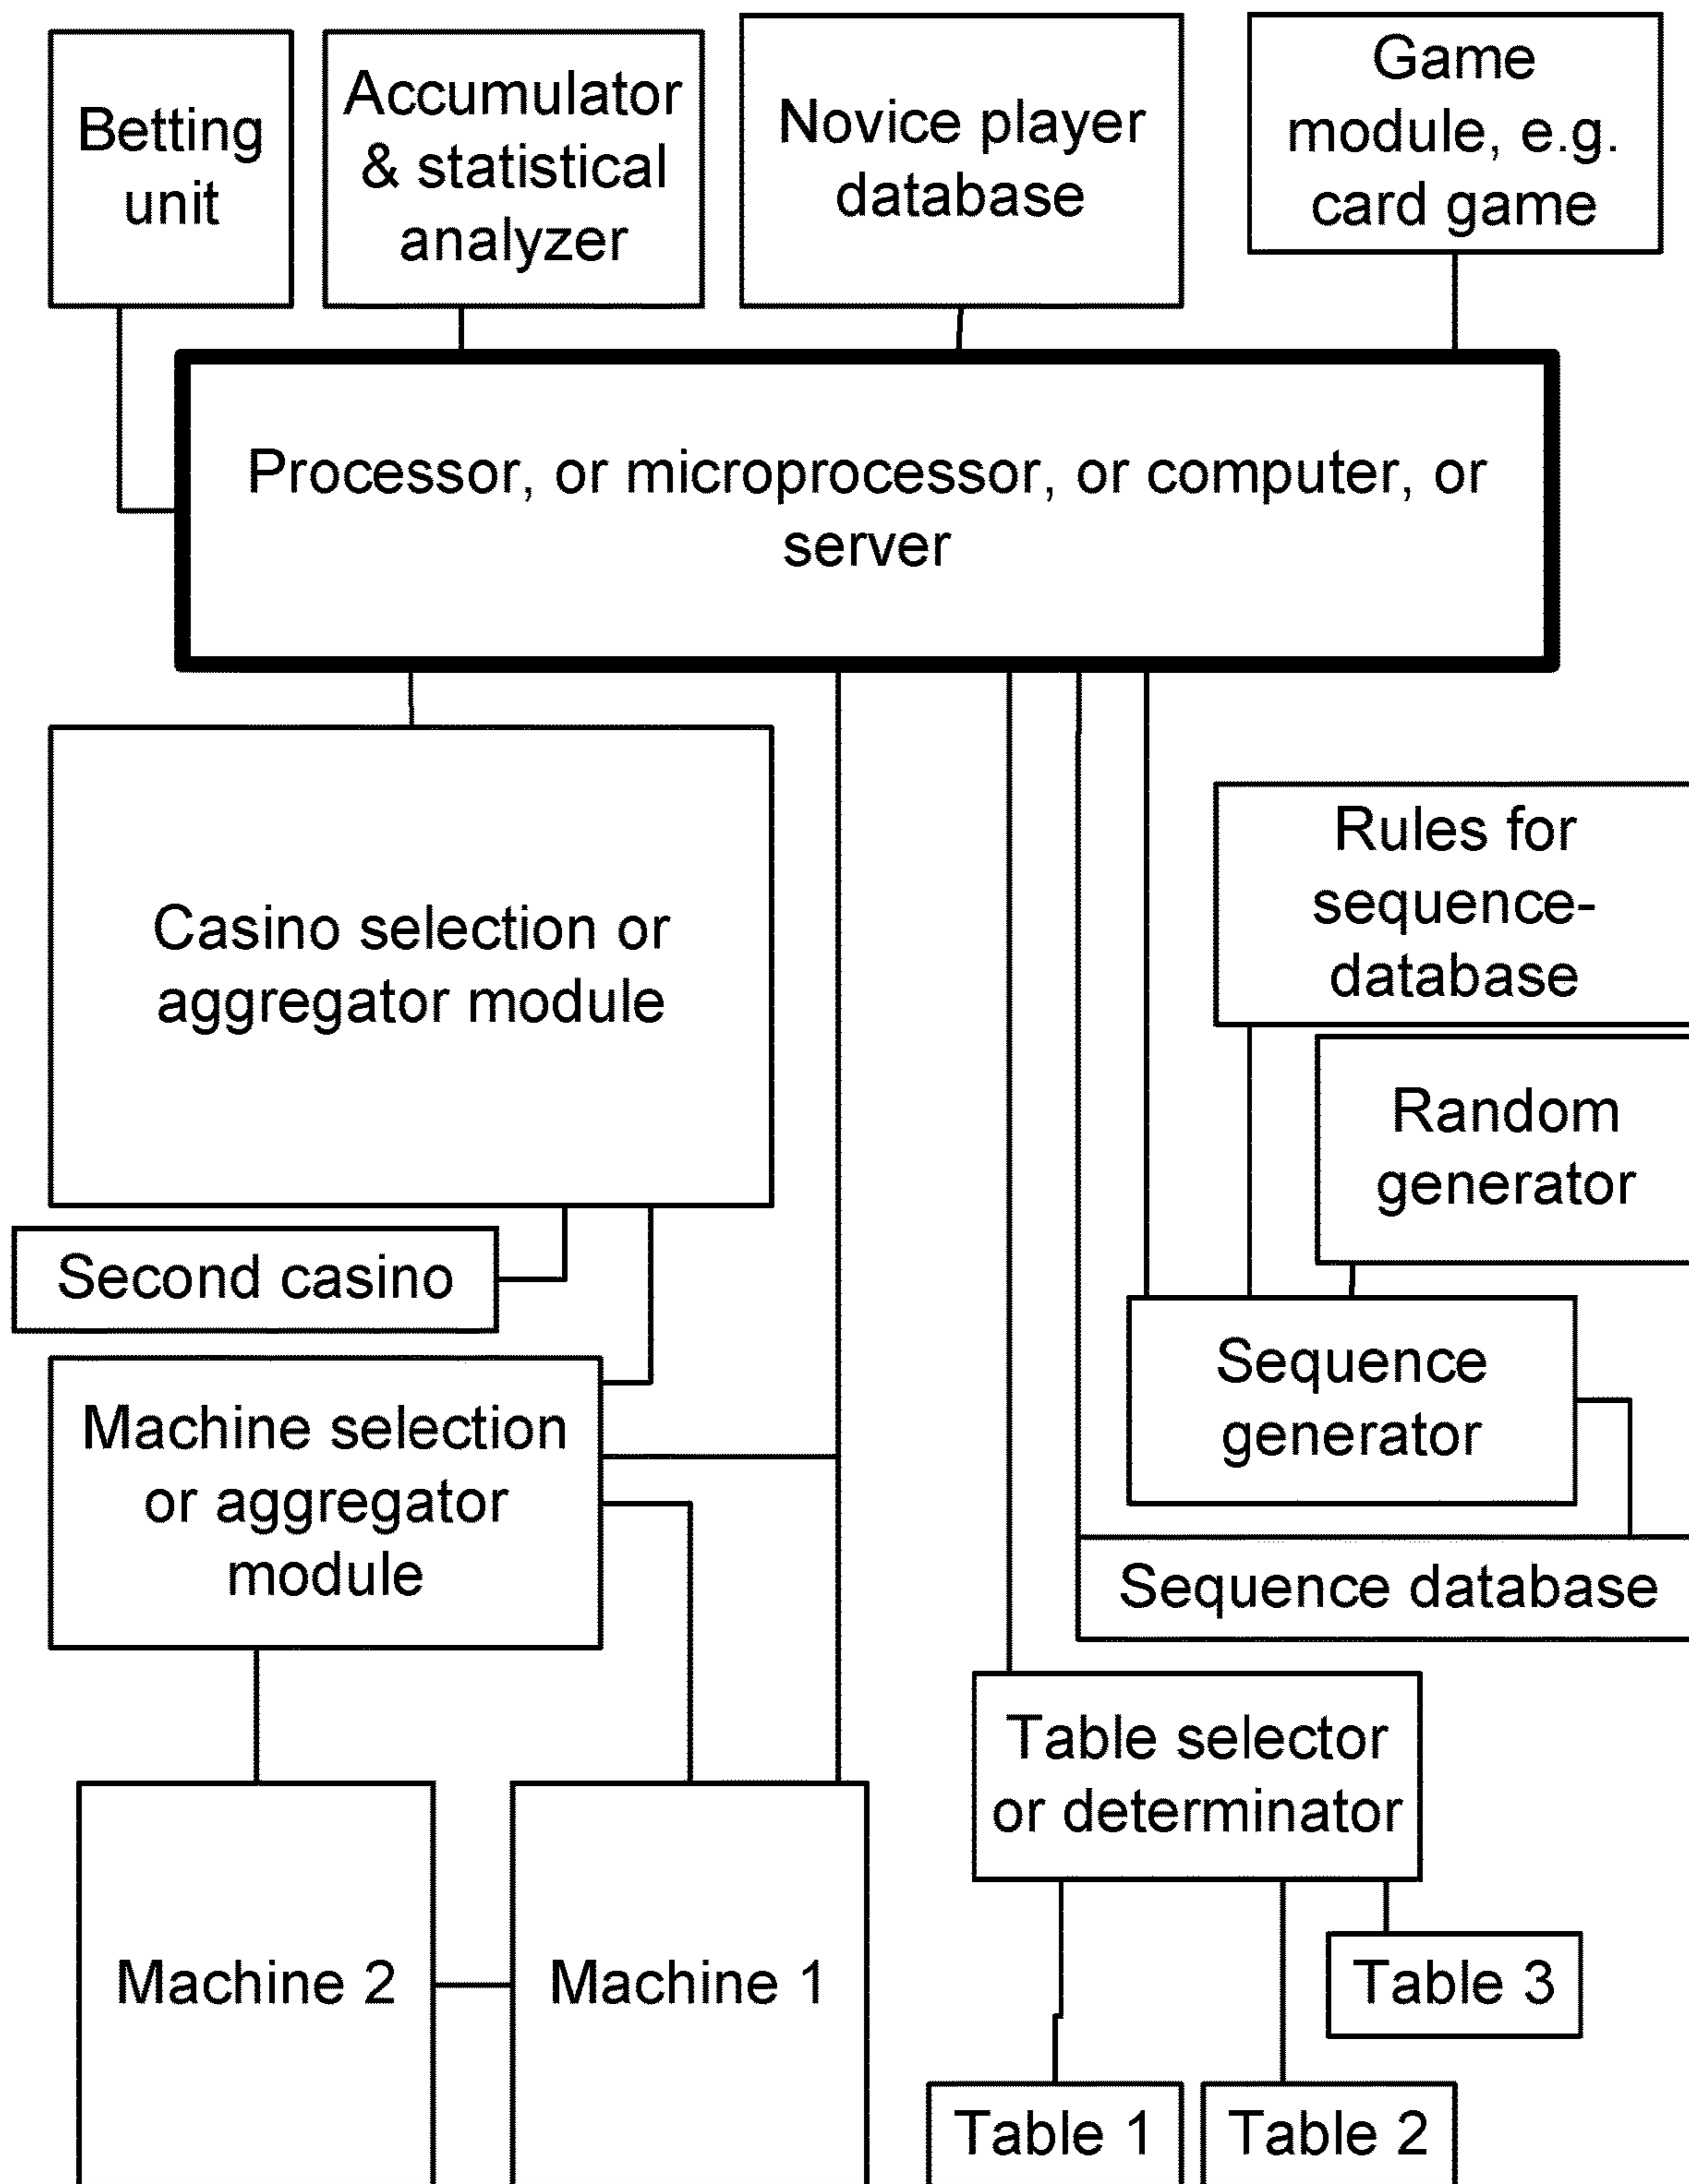 Betting
unit
Accumulator
& statistical
analyzer
Novice player
database
Game
module, e.g.
card game
Processor, or microprocessor, or computer, or
server
Casino selection or
aggregator module
Rules for
sequence-
database
Random
generator
Second casino
Sequence
generator
Machine selection
or aggregator
module
Sequence database
Table selector
or determinator
Machine 2
Machine 1
Table 3
Table 1
Table 2